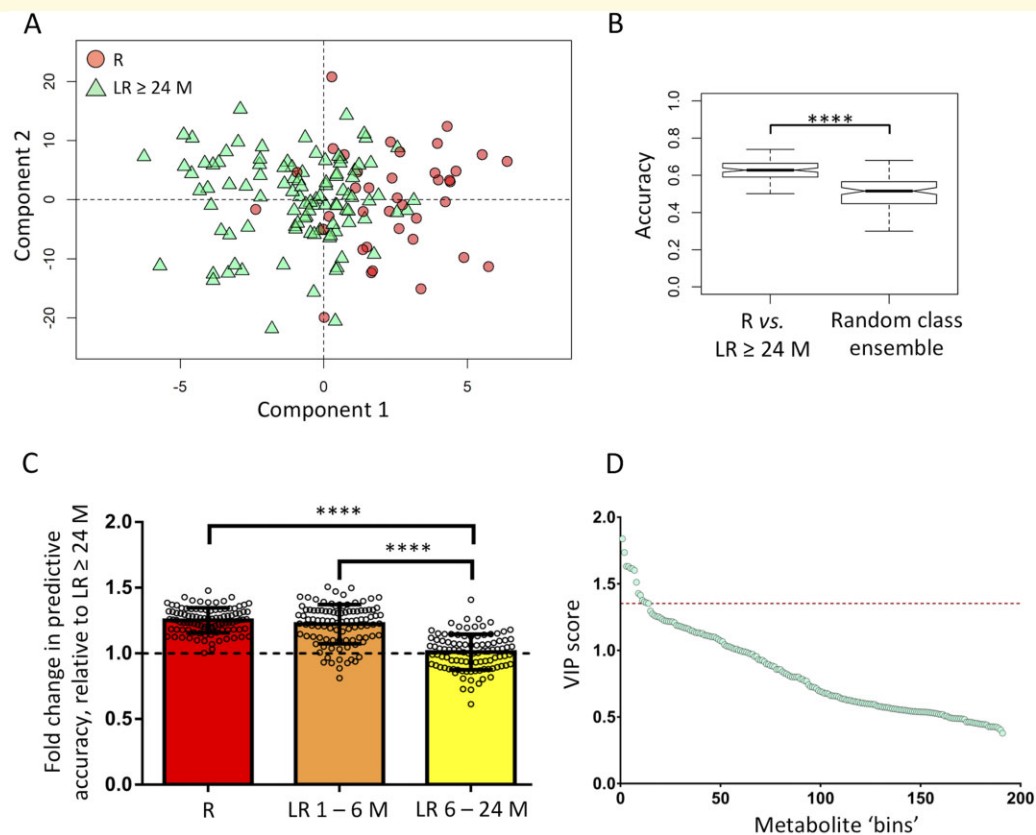 A
R
LR ≥ 24 M
Component 2
20
10
0
-10
-20
-5
0
5
Component 1
B
Accuracy
1.0
0.8
0.6
0.4
0.2
0.0
****
R vs.
LR ≥ 24 M
Random class
ensemble
C
Fold change in predictive
accuracy, relative to LR ≥ 24 M
2.0
1.5
1.0
0.5
0.0
****
****
R
LR 1 – 6 M
LR 6 – 24 M
D
VIP score
2.0
1.5
1.0
0.5
0.0
0
50
100
150
200
Metabolite ‘bins’